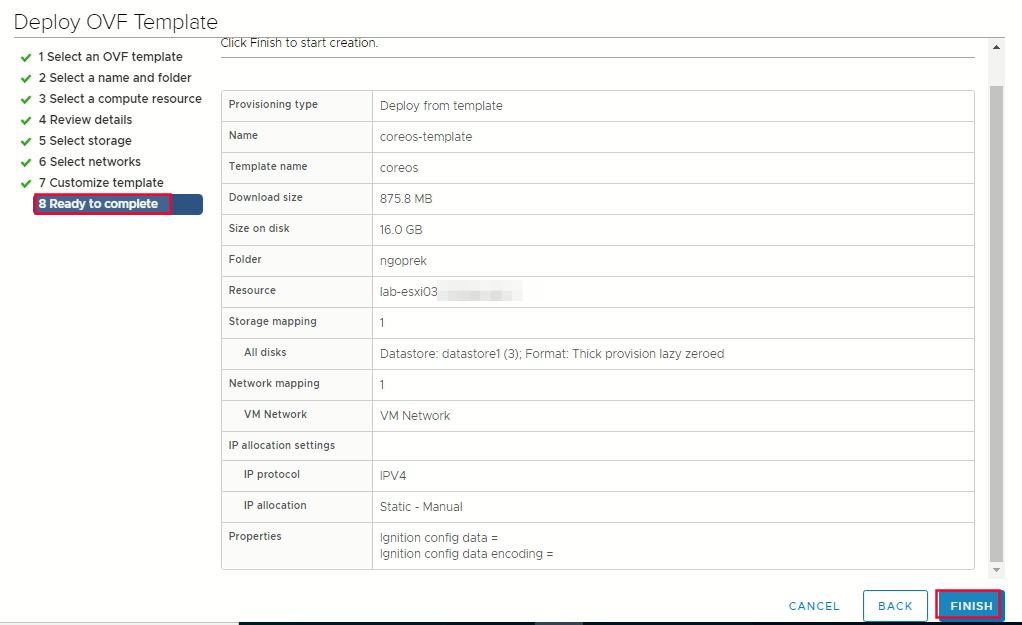 Deploy OVF Template
1 Select an OVF template
2 Select a name and folder
3 Select a compute resource
4 Review details
5 Select storage
6 Select networks
7 Customize template
8 Ready to complete
Click Finish to start creation.
Provisioning type Deploy from template
Name coreos-template
Template name coreos
Download size 875.8 MB
Size on disk 16.0 GB
Folder ngoprek
Resource lab-esxi03
Storage mapping 1
All disks Datastore: datastore1 (3); Format: Thick provision lazy zeroed
Network mapping 1
VM Network VM Network
IP allocation settings
IP protocol IPV4
IP allocation Static - Manual
Properties Ignition config data =
Ignition config data encoding =
CANCEL BACK FINISH